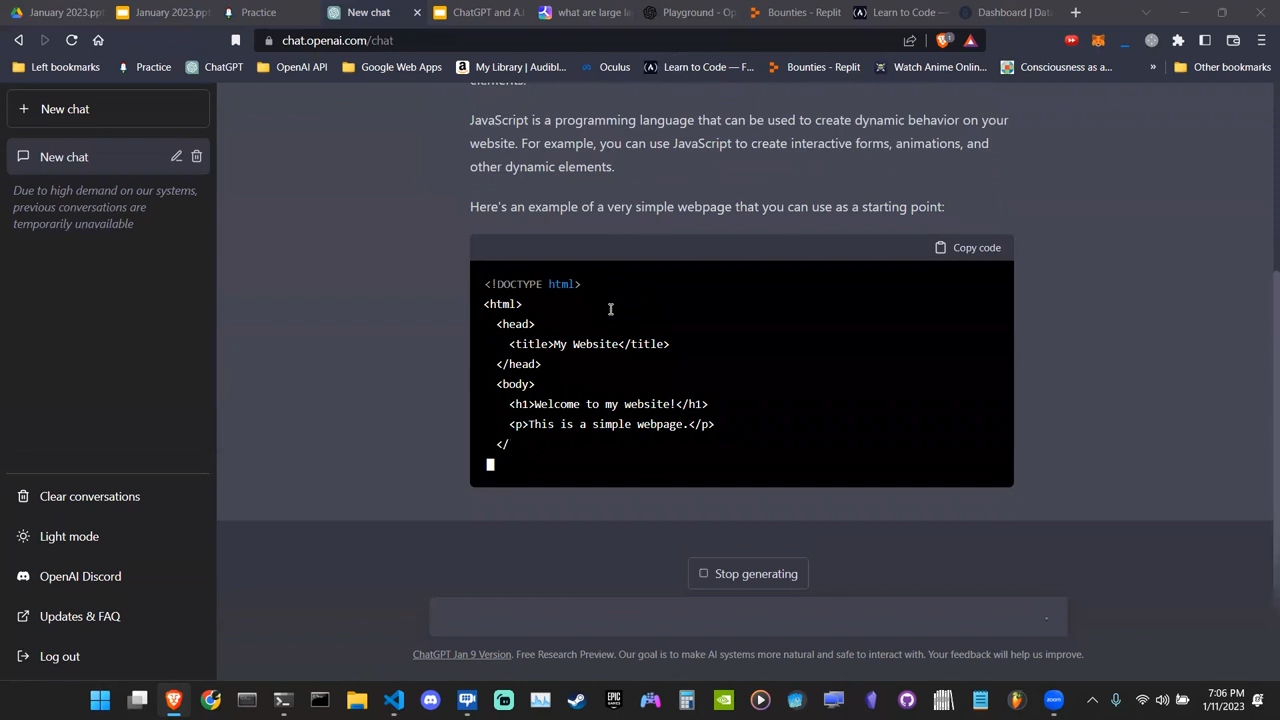 January 2023.ppt
January 2023.ppt
Practice
New chat
ChatGPT and A.I
what are large la
Playground - Op
Bounties - Replit
Learn to Code —
Dashboard | Dat
chat.openai.com/chat
1
Left bookmarks
Practice
ChatGPT
OpenAI API
Google Web Apps
My Library | Audibl...
Oculus
Learn to Code — F...
Bounties - Replit
Watch Anime Onlin...
Consciousness as a...
»
Other bookmarks
New chat
New chat
Due to high demand on our systems,
previous conversations are
temporarily unavailable
Clear conversations
Light mode
OpenAI Discord
Updates & FAQ
Log out
elements.
JavaScript is a programming language that can be used to create dynamic behavior on your
website. For example, you can use JavaScript to create interactive forms, animations, and
other dynamic elements.
Here's an example of a very simple webpage that you can use as a starting point:
Copy code
<!DOCTYPE html>
<html>
<head>
<title>My Website</title>
</head>
<body>
<h1>Welcome to my website!</h1>
<p>This is a simple webpage.</p>
</
Stop generating
ChatGPT Jan 9 Version. Free Research Preview. Our goal is to make AI systems more natural and safe to interact with. Your feedback will help us improve.
7:06 PM
1/11/2023